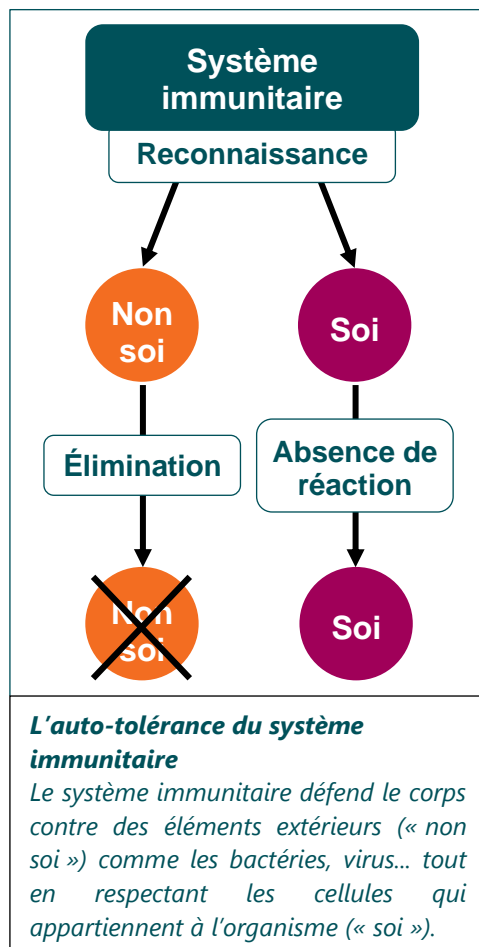 Système
immunitaire
Reconnaissance
Non
soi
Soi
Élimination
Absence de
réaction
Non
soi
Soi
L'auto-tolérance du système
immunitaire
Le système immunitaire défend le corps
contre des éléments extérieurs (« non
soi ») comme les bactéries, virus... tout
en respectant les cellules qui
appartiennent à l'organisme (« soi »).